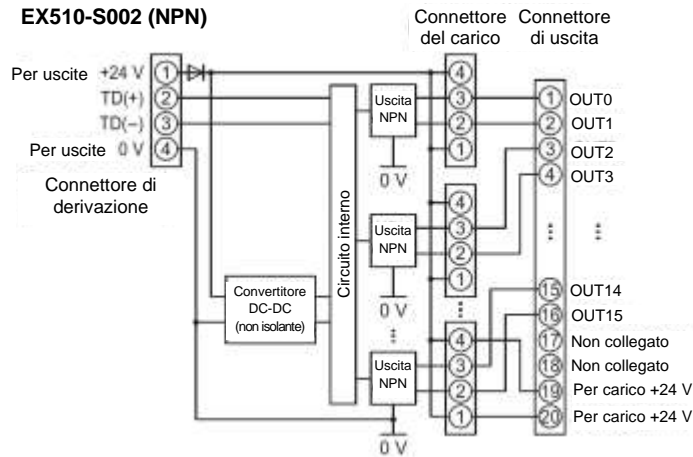 EX510-S002 (NPN)
Connettore del carico
Connettore di uscita
Per uscite +24 V 1
TD(+) 2
TD(−) 3
Per uscite 0 V 4
Connettore di derivazione
Convertitore DC-DC (non isolante)
Circuito interno
Uscita NPN
0 V
Uscita NPN
0 V
Uscita NPN
0 V
4
3
2
1
4
3
2
1
4
3
2
1
1 OUT0
2 OUT1
3 OUT2
4 OUT3
15 OUT14
16 OUT15
17 Non collegato
18 Non collegato
19 Per carico +24 V
20 Per carico +24 V